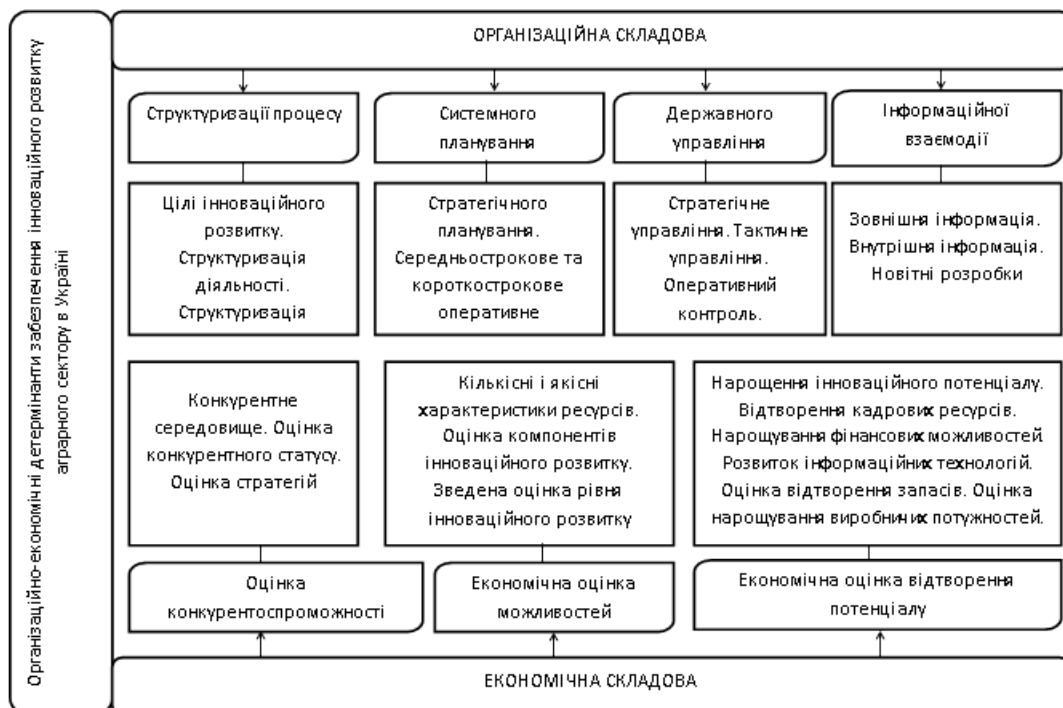 Організаційно-економічні детермінанти забезпечення інноваційного розвитку
аграрного сектору в Україні
ОРГАНІЗАЦІЙНА СКЛАДОВА
Структуризації процесу
Системного
планування
Державного
управління
Інформаційної
взаємодії
Цілі інноваційного
розвитку.
Структуризація
діяльності.
Структуризація
Стратегічного
планування.
Середньострокове та
короткострокове
оперативне
Стратегічне
управління. Тактичне
управління.
Оперативний
контроль.
Зовнішня інформація.
Внутрішня інформація.
Новітні розробки
Конкурентне
середовище. Оцінка
конкурентного статусу.
Оцінка стратегій
Кількісні і якісні
характеристики ресурсів.
Оцінка компонентів
інноваційного розвитку.
Зведена оцінка рівня
інноваційного розвитку
Нарощення інноваційного потенціалу.
Відтворення кадрових ресурсів.
Нарощування фінансових можливостей.
Розвиток інформаційних технологій.
Оцінка відтворення запасів. Оцінка
нарощування виробничих потужностей.
Оцінка
конкурентоспроможності
Економічна оцінка
можливостей
Економічна оцінка відтворення
потенціалу
ЕКОНОМІЧНА СКЛАДОВА